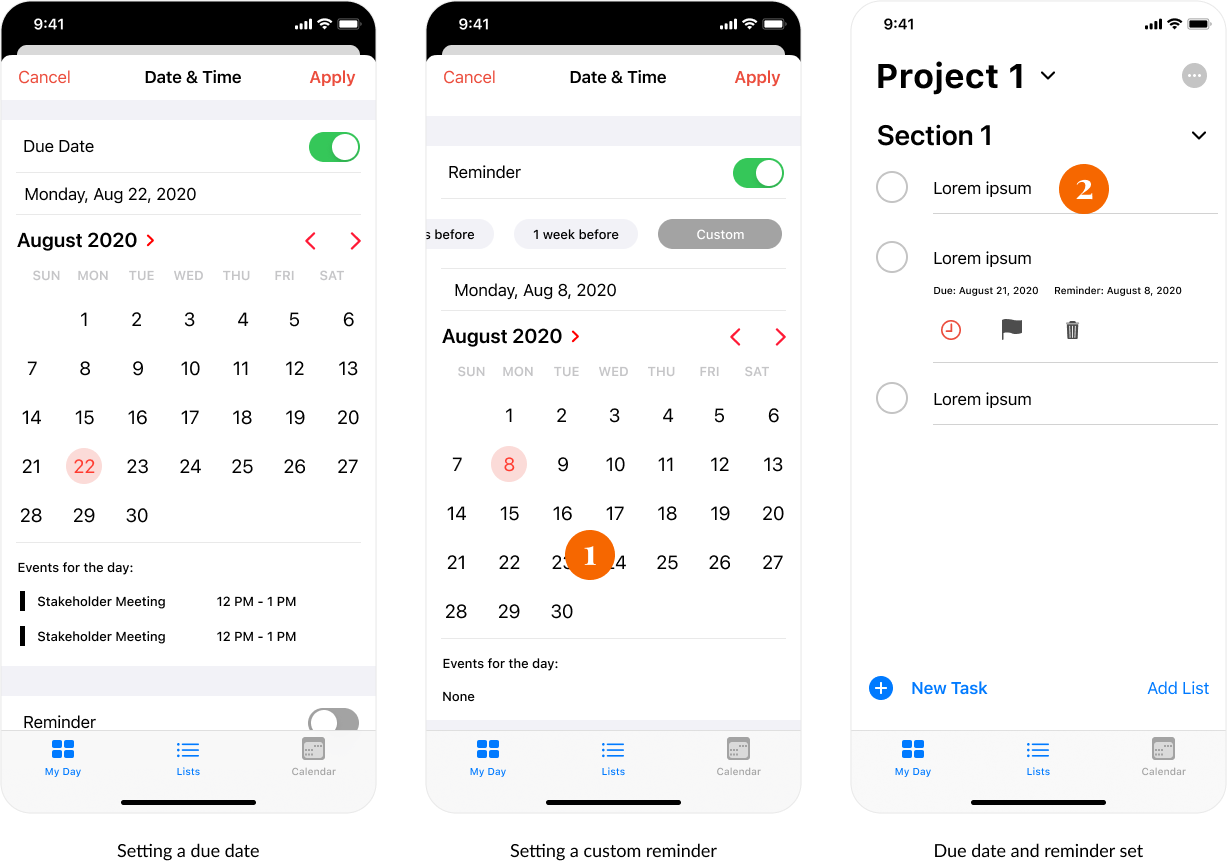 9:41
Cancel Date & Time Apply
Due Date
Monday, Aug 22, 2020
August 2020
SUN MON TUE WED THU FRI SAT
1 2 3 4 5 6
7 8 9 10 11 12 13
14 15 16 17 18 19 20
21 22 23 24 25 26 27
28 29 30
Events for the day:
Stakeholder Meeting 12 PM - 1 PM
Stakeholder Meeting 12 PM - 1 PM
Reminder
My Day Lists Calendar
Setting a due date
9:41
Cancel Date & Time Apply
Reminder
s before 1 week before Custom
Monday, Aug 8, 2020
August 2020
SUN MON TUE WED THU FRI SAT
1 2 3 4 5 6
7 8 9 10 11 12 13
14 15 16 17 18 19 20
21 22 23 1 24 25 26 27
28 29 30
Events for the day:
None
My Day Lists Calendar
Setting a custom reminder
9:41
Project 1
Section 1
Lorem ipsum 2
Lorem ipsum
Due: August 21, 2020 Reminder: August 8, 2020
Lorem ipsum
New Task Add List
My Day Lists Calendar
Due date and reminder set